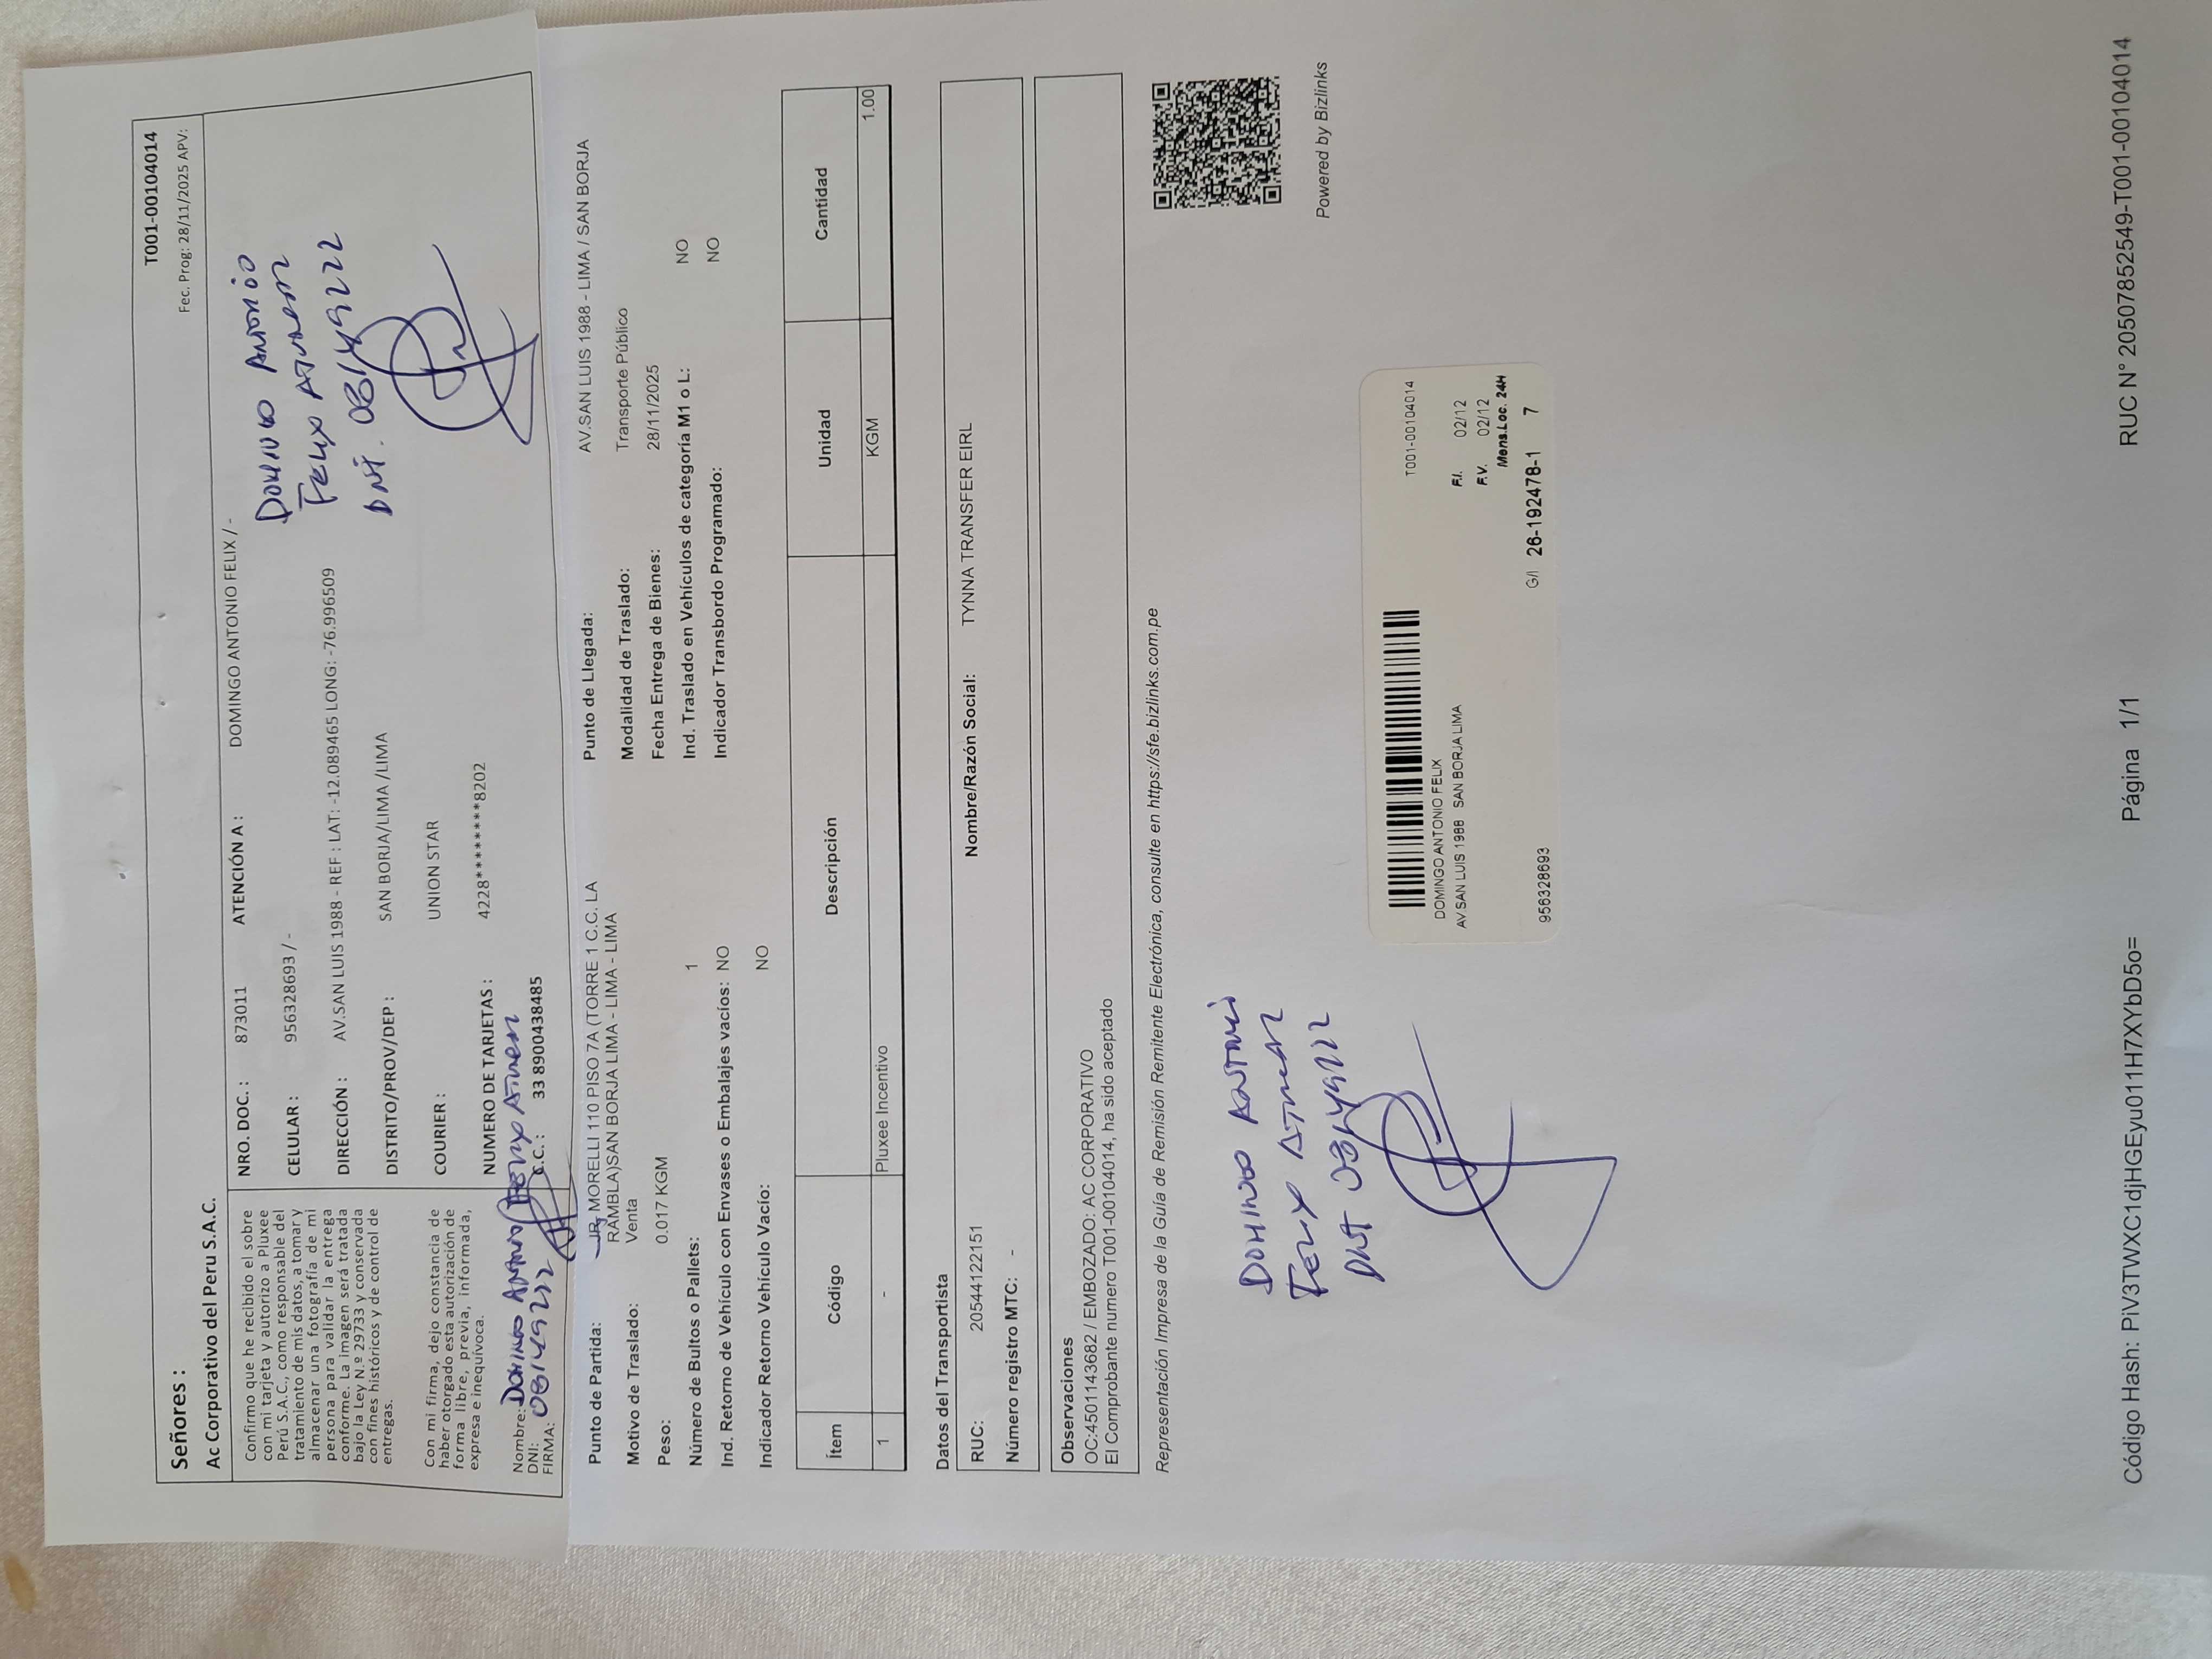 T001-00104014
Señores :
Fec. Prog: 28/11/2025 APV:
Ac Corporativo del Peru S.A.C.
Confirmo que he recibido el sobre
con mi tarjeta y autorizo a Pluxee
Perú S.A.C., como responsable del
tratamiento de mis datos, a tomar y
almacenar una fotografía de mi
persona para validar la entrega
conforme. La imagen será tratada
bajo la Ley N.º 29733 y conservada
con fines históricos y de control de
entregas.
Con mi firma, dejo constancia de
haber otorgado esta autorización de
forma libre, previa, informada,
expresa e inequívoca.
Nombre: Domingo Antonio Felix
DNI: 08149222
FIRMA:
NRO. DOC. : 873011 ATENCIÓN A : DOMINGO ANTONIO FELIX / -
CELULAR : 956328693 / -
DIRECCIÓN : AV.SAN LUIS 1988 - REF : LAT: -12.089465 LONG: -76.996509
DISTRITO/PROV/DEP : SAN BORJA/LIMA /LIMA
COURIER : UNION STAR
NUMERO DE TARJETAS : 4228********8202
C.C. : 33 8900438485
Domingo Antonio
Felix
DNI. 08149222
Punto de Partida: JR. MORELLI 110 PISO 7A (TORRE 1 C.C. LA
RAMBLA)SAN BORJA LIMA - LIMA - LIMA
Punto de Llegada: AV.SAN LUIS 1988 - LIMA / SAN BORJA
Motivo de Traslado: Venta
Modalidad de Traslado: Transporte Público
Peso: 0.017 KGM
Fecha Entrega de Bienes: 28/11/2025
Número de Bultos o Pallets: 1
Ind. Traslado en Vehículos de categoría M1 o L: NO
Ind. Retorno de Vehículo con Envases o Embalajes vacíos: NO
Indicador Transbordo Programado: NO
Indicador Retorno Vehículo Vacío: NO
Ítem Código Descripción Unidad Cantidad
1 - Pluxee Incentivo KGM 1.00
Datos del Transportista
RUC: 20544122151 Nombre/Razón Social: TYNNA TRANSFER EIRL
Número registro MTC: -
Observaciones
OC:4501143682 / EMBOZADO: AC CORPORATIVO
El Comprobante numero T001-00104014, ha sido aceptado
Representación Impresa de la Guía de Remisión Remitente Electrónica, consulte en https://sfe.bizlinks.com.pe
Powered by Bizlinks
Domingo Antonio
Felix
DNI 08149222
T001-00104014
DOMINGO ANTONIO FELIX
AV SAN LUIS 1988 SAN BORJA LIMA
F.I. 02/12
F.V. 02/12
Mens.Loc. 24H
G/I 26-192478-1 7
956328693
Código Hash: PiV3TWXC1djHGEyu011H7XYbD5o= Página 1/1 RUC N° 20507852549-T001-00104014